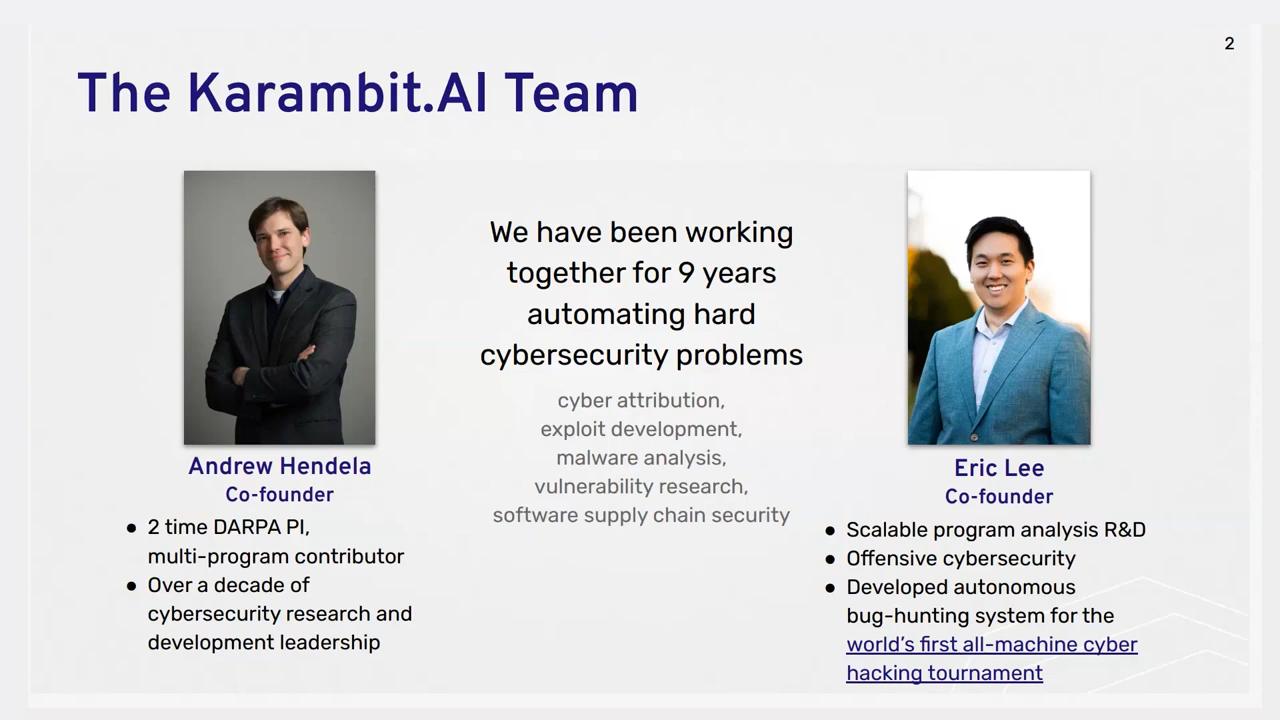 2
The Karambit.AI Team
We have been working
together for 9 years
automating hard
cybersecurity problems
cyber attribution,
exploit development,
malware analysis,
vulnerability research,
software supply chain security
Andrew Hendela
Co-founder
● 2 time DARPA PI,
multi-program contributor
● Over a decade of
cybersecurity research and
development leadership
Eric Lee
Co-founder
● Scalable program analysis R&D
● Offensive cybersecurity
● Developed autonomous
bug-hunting system for the
world's first all-machine cyber
hacking tournament